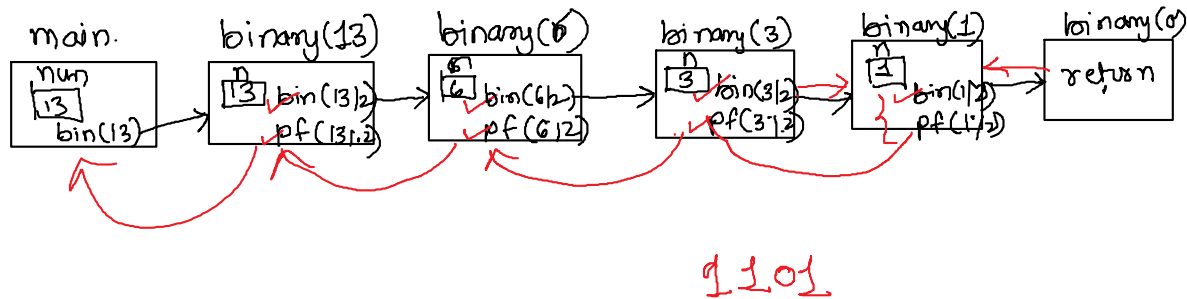 main.
num
13
bin(13)
binary(13)
n
13
bin(13/2)
pf(13%2)
binary(6)
6
bin(6/2)
pf(6%2)
binary(3)
n
3
bin(3/2)
pf(3%2)
binary(1)
n
1
bin(1/2)
pf(1%2)
binary(0)
return
1101